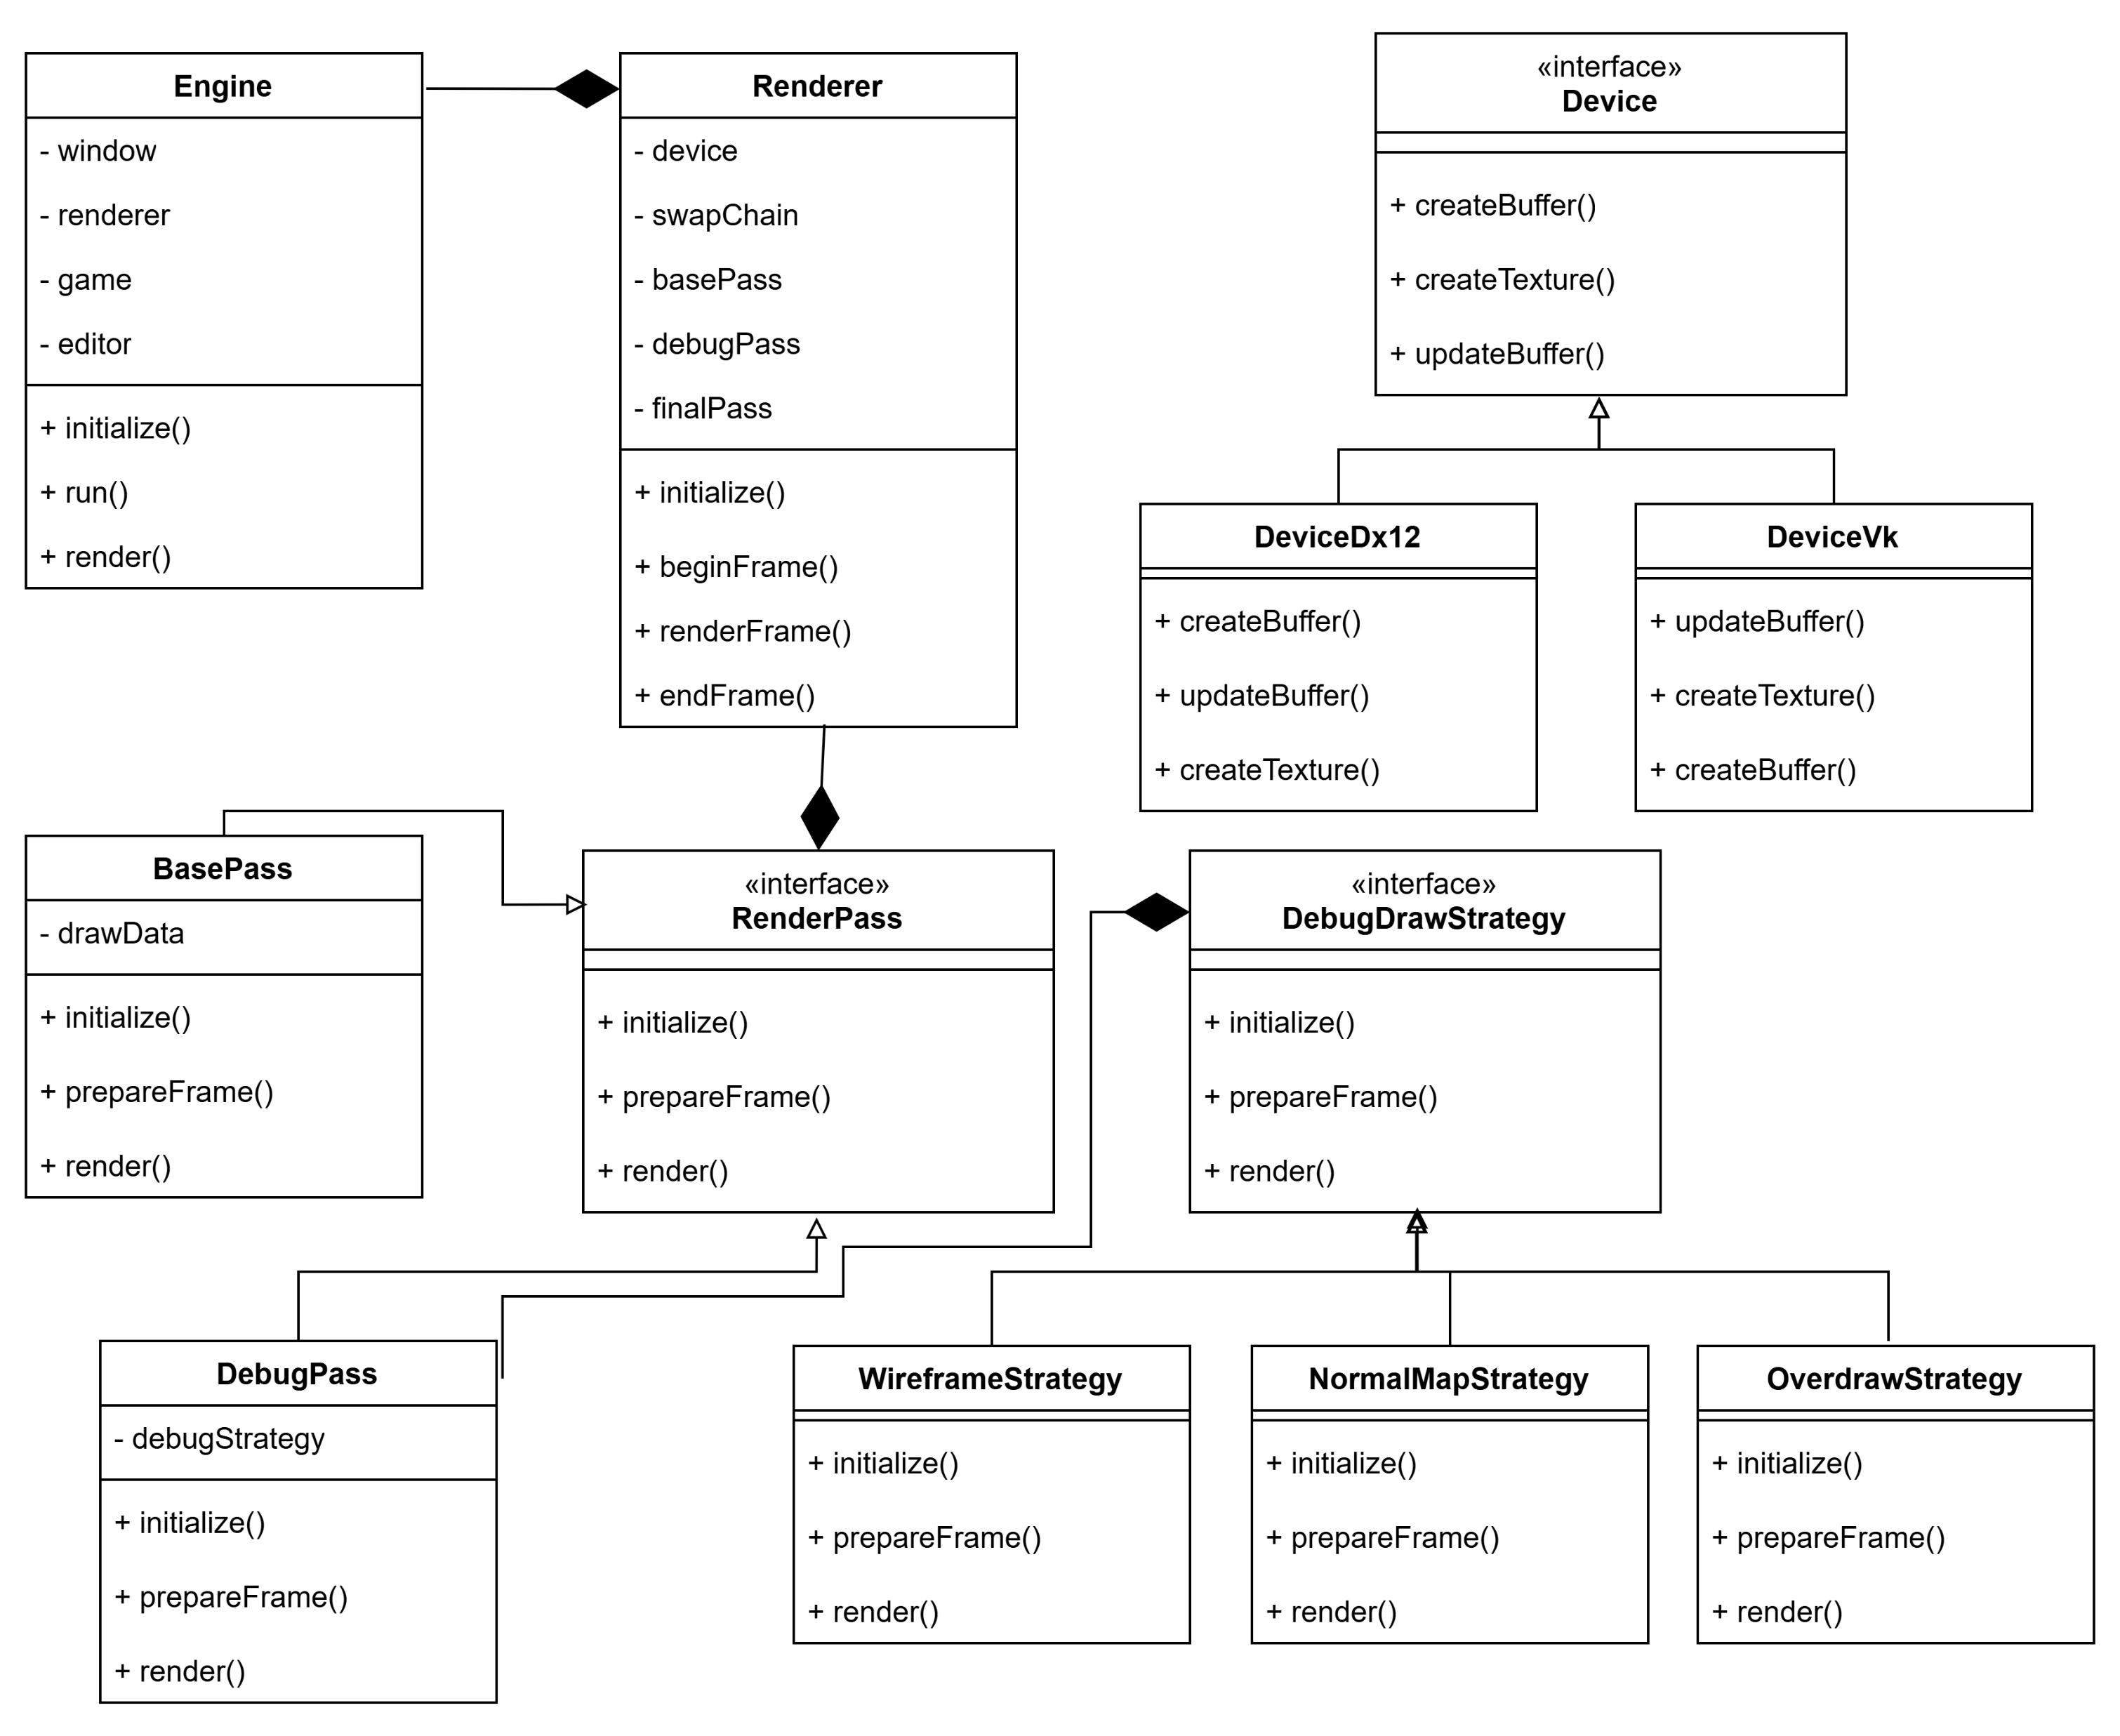 Engine
- window
- renderer
- game
- editor
+ initialize()
+ run()
+ render()
Renderer
- device
- swapChain
- basePass
- debugPass
- finalPass
+ initialize()
+ beginFrame()
+ renderFrame()
+ endFrame()
«interface»
Device
+ createBuffer()
+ createTexture()
+ updateBuffer()
DeviceDx12
+ createBuffer()
+ updateBuffer()
+ createTexture()
DeviceVk
+ updateBuffer()
+ createTexture()
+ createBuffer()
BasePass
- drawData
+ initialize()
+ prepareFrame()
+ render()
«interface»
RenderPass
+ initialize()
+ prepareFrame()
+ render()
«interface»
DebugDrawStrategy
+ initialize()
+ prepareFrame()
+ render()
DebugPass
- debugStrategy
+ initialize()
+ prepareFrame()
+ render()
WireframeStrategy
+ initialize()
+ prepareFrame()
+ render()
NormalMapStrategy
+ initialize()
+ prepareFrame()
+ render()
OverdrawStrategy
+ initialize()
+ prepareFrame()
+ render()